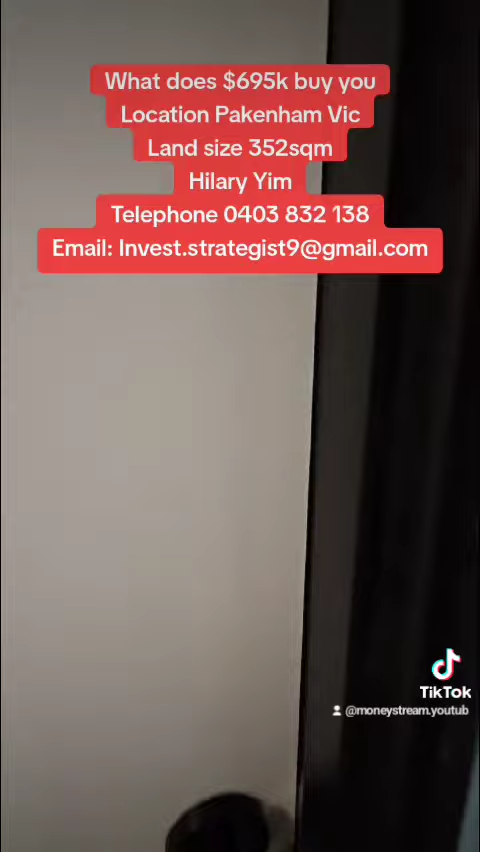 What does $695k buy you
Location Pakenham Vic
Land size 352sqm
Hilary Yim
Telephone 0403 832 138
Email: Invest.strategist9@gmail.com
TikTok
@moneystream.youtub